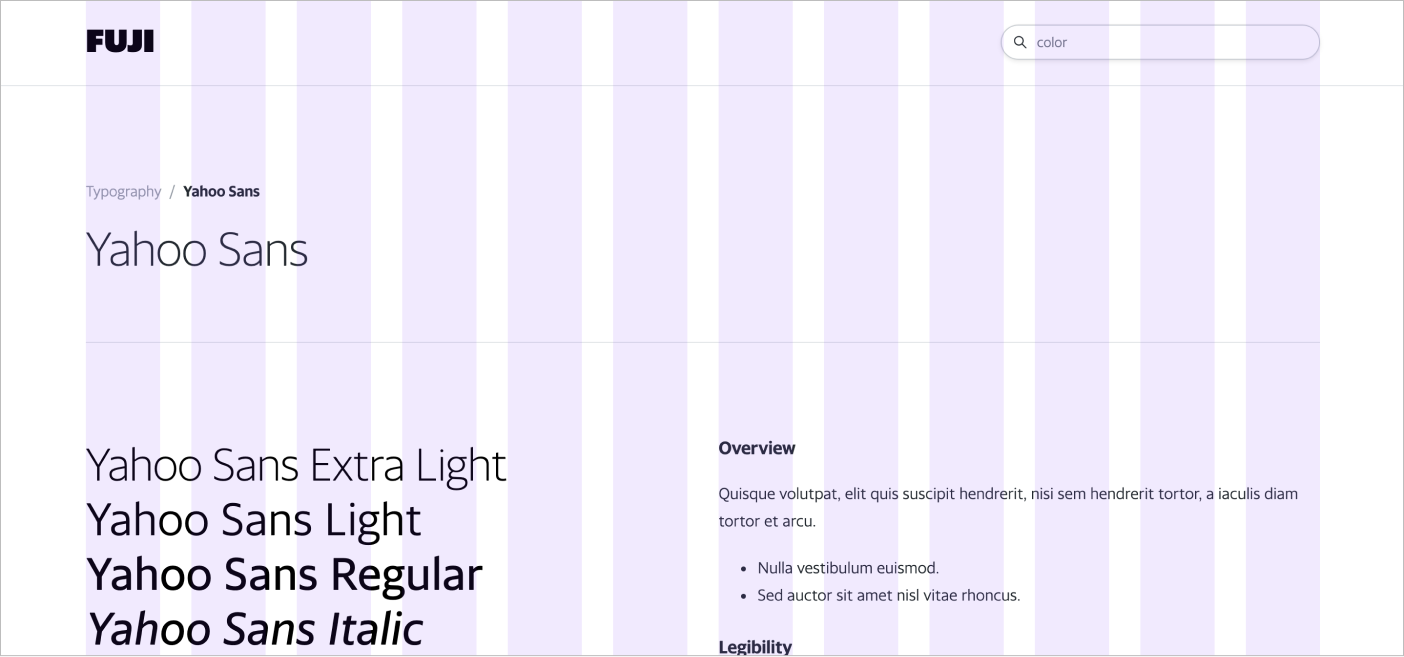 FUJI
color
Typography / Yahoo Sans
Yahoo Sans
Yahoo Sans Extra Light
Yahoo Sans Light
Yahoo Sans Regular
Yahoo Sans Italic
Overview
Quisque volutpat, elit quis suscipit hendrerit, nisi sem hendrerit tortor, a iaculis diam
tortor et arcu.
• Nulla vestibulum euismod.
• Sed auctor sit amet nisl vitae rhoncus.
Legibility